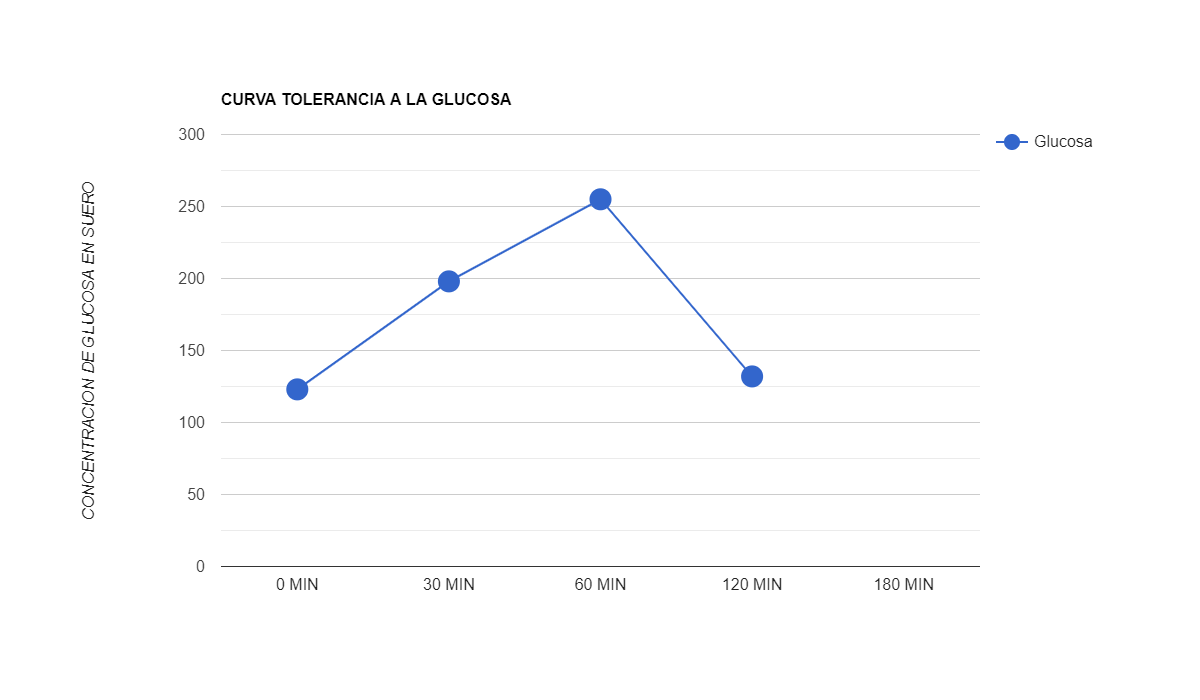 CURVA TOLERANCIA A LA GLUCOSA
Glucosa
CONCENTRACION DE GLUCOSA EN SUERO
300
250
200
150
100
50
0
0 MIN
30 MIN
60 MIN
120 MIN
180 MIN